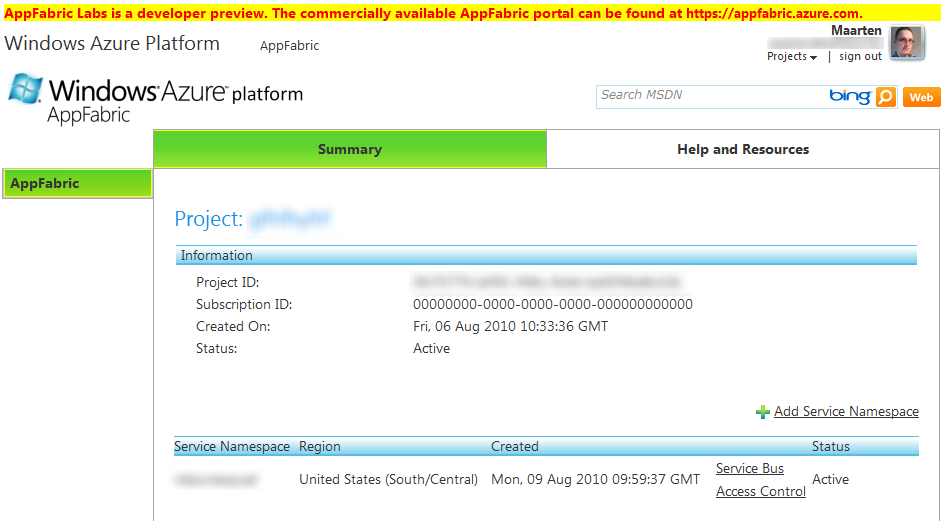 AppFabric Labs is a developer preview. The commercially available AppFabric portal can be found at https://appfabric.azure.com.
Windows Azure Platform AppFabric
Maarten
Projects | sign out
Windows Azure platform
AppFabric
Search MSDN bing Web
Summary Help and Resources
AppFabric
Project:
Information
Project ID:
Subscription ID: 00000000-0000-0000-0000-000000000000
Created On: Fri, 06 Aug 2010 10:33:36 GMT
Status: Active
Add Service Namespace
Service Namespace Region Created Status
United States (South/Central) Mon, 09 Aug 2010 09:59:37 GMT Service Bus Active
Access Control